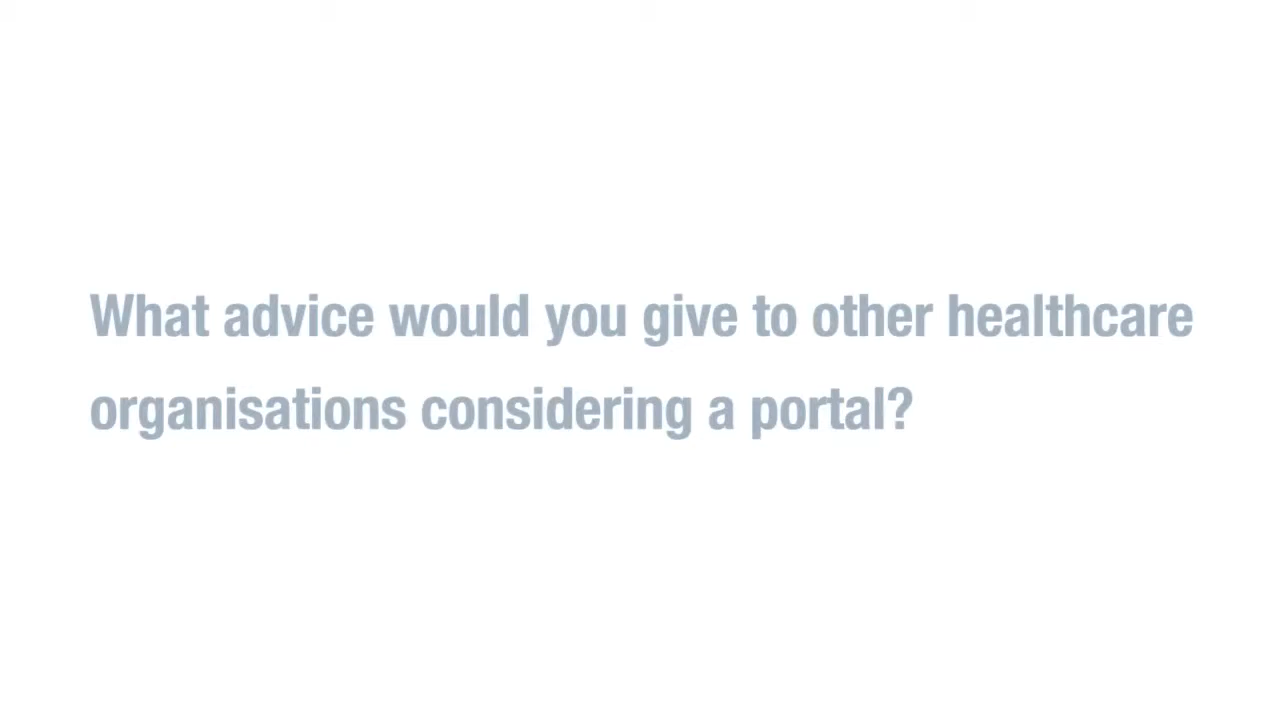 What advice would you give to other healthcare
organisations considering a portal?